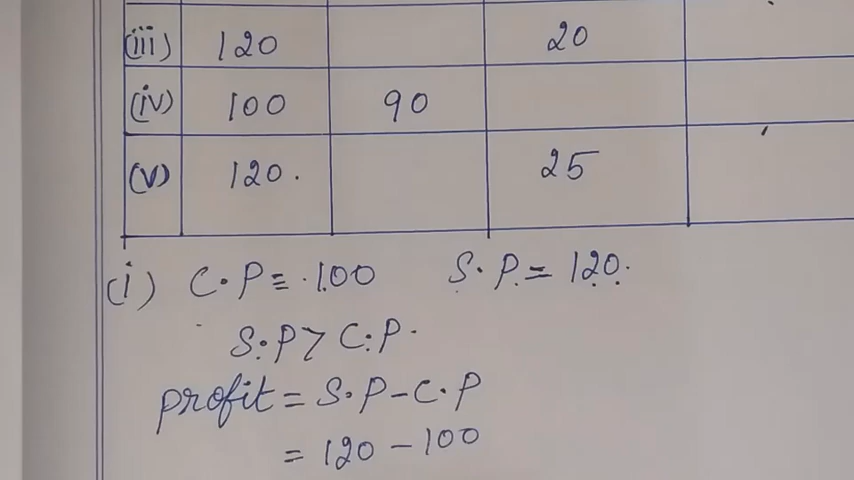 (iii) 120 20
(iv) 100 90
(v) 120. 25
(i) C.P = 100 S.P. = 120.
S.P > C.P.
profit = S.P - C.P
= 120 - 100